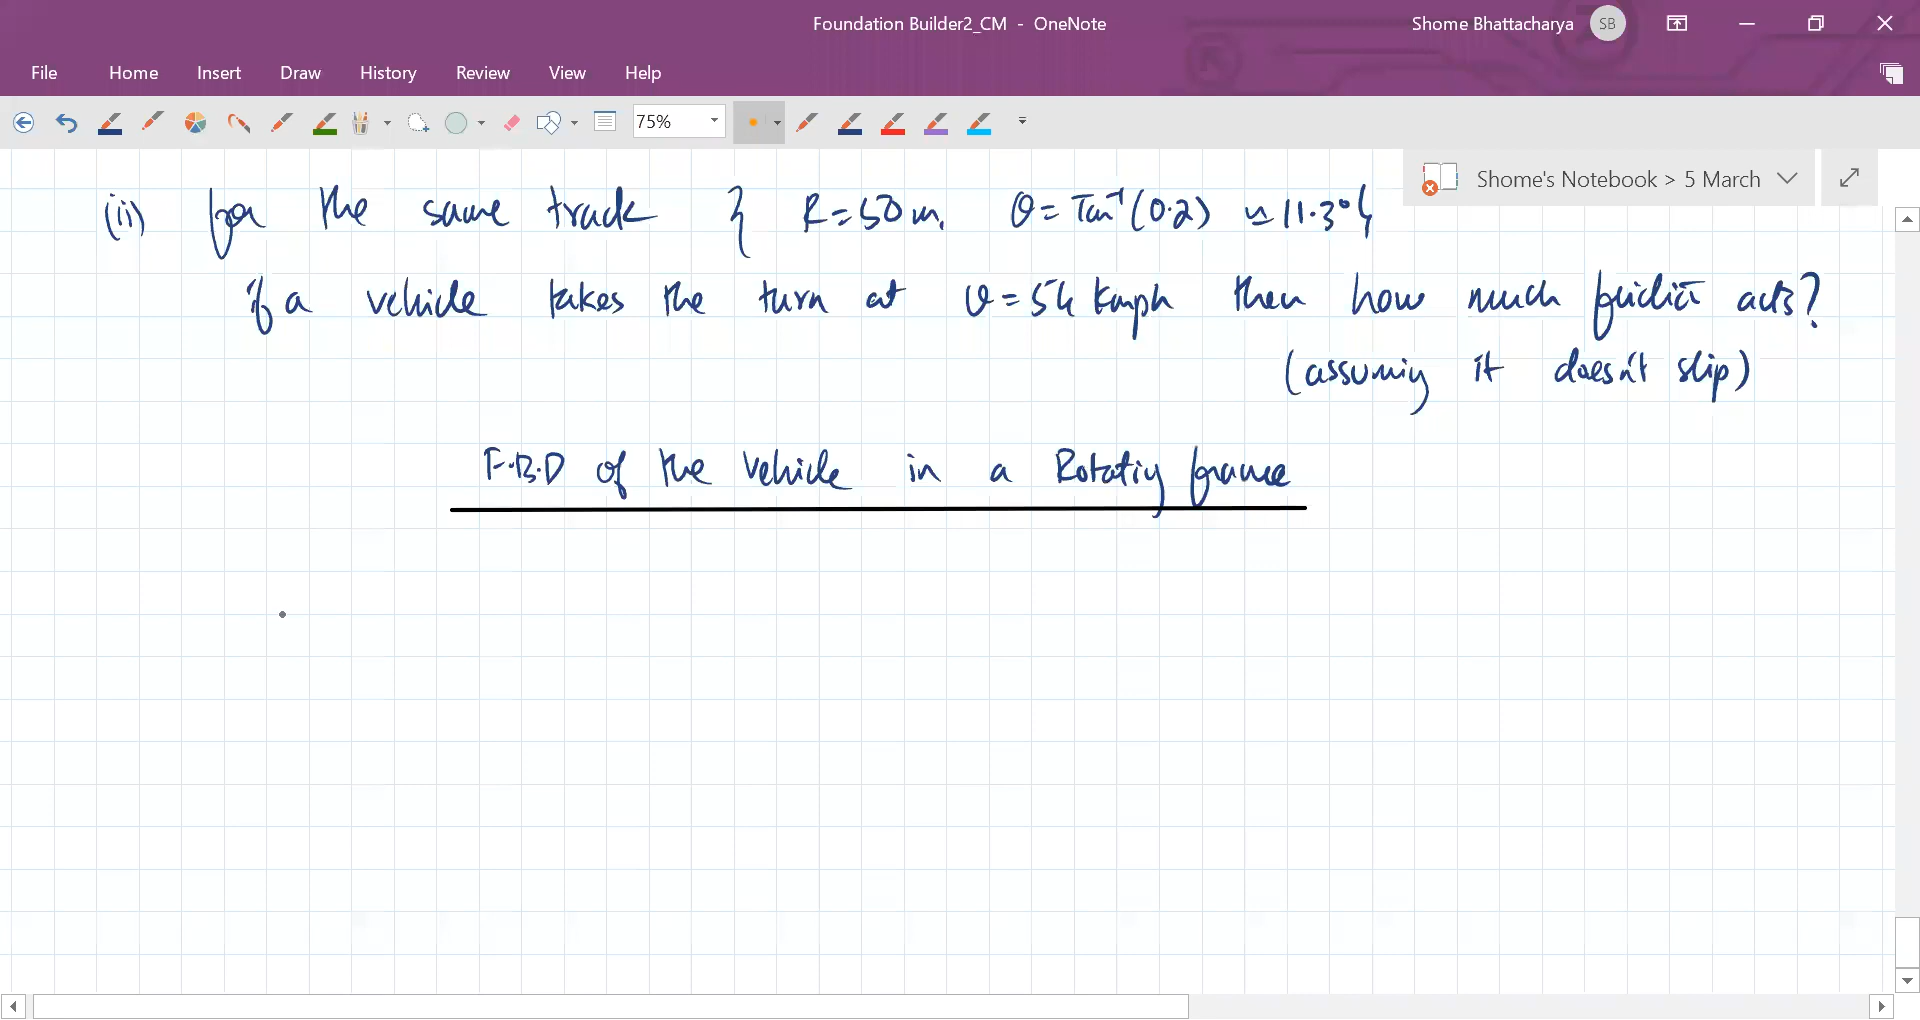 Foundation Builder2_CM - OneNote
Shome Bhattacharya SB
File Home Insert Draw History Review View Help
75%
Shome's Notebook > 5 March
(ii) for the same track } R=50m, θ=Tan⁻¹(0.2) ≃11.3°}
if a vehicle takes the turn at v=54 Kmph then how much frictiō acts?
(assuming it doesn't slip)
F.B.D of the Vehicle in a Rotating frame